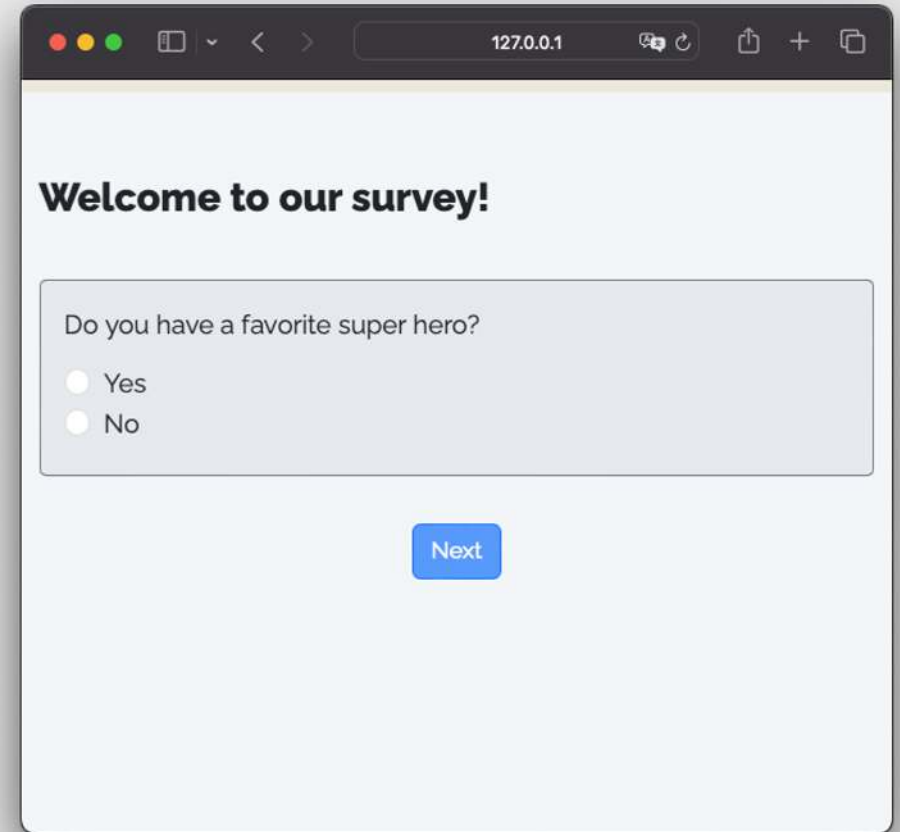 127.0.0.1
Welcome to our survey!
Do you have a favorite super hero?
Yes
No
Next